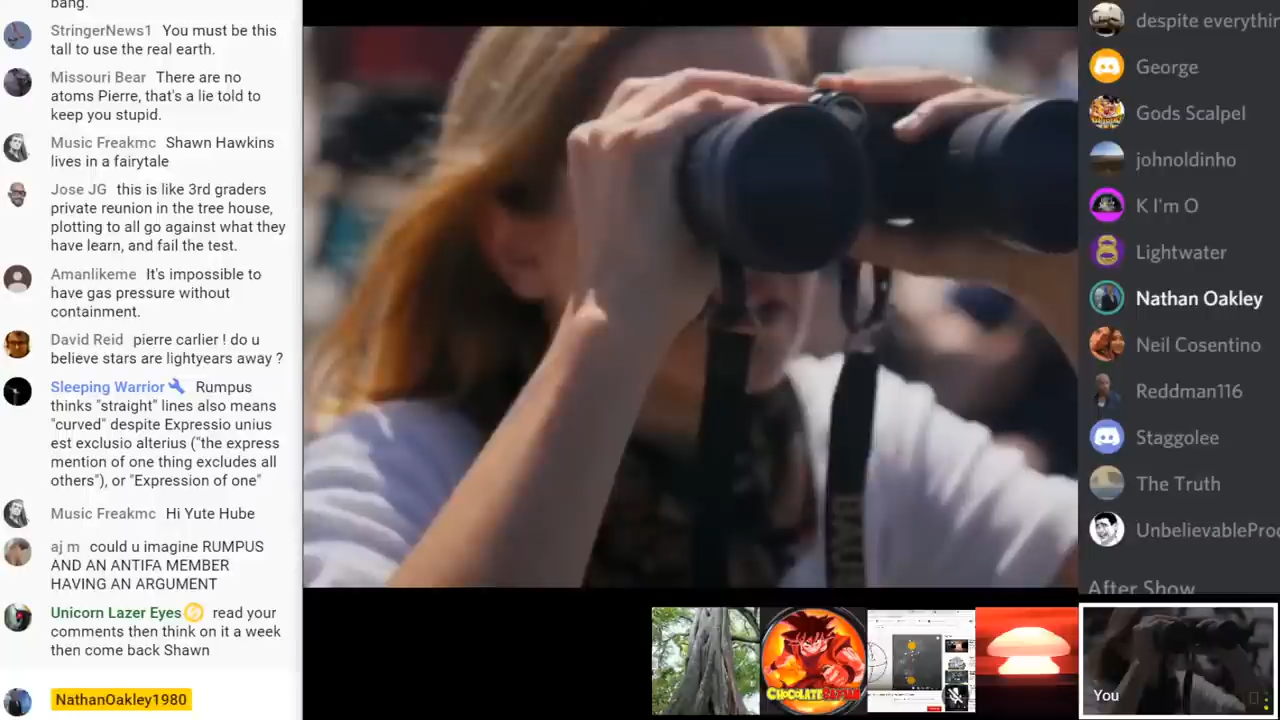 bang.
StringerNews1 You must be this
tall to use the real earth.
Missouri Bear There are no
atoms Pierre, that's a lie told to
keep you stupid.
Music Freakmc Shawn Hawkins
lives in a fairytale
Jose JG this is like 3rd graders
private reunion in the tree house,
plotting to all go against what they
have learn, and fail the test.
Amanlikeme It's impossible to
have gas pressure without
containment.
David Reid pierre carlier ! do u
believe stars are lightyears away ?
Sleeping Warrior Rumpus
thinks "straight" lines also means
"curved" despite Expressio unius
est exclusio alterius ("the express
mention of one thing excludes all
others"), or "Expression of one"
Music Freakmc Hi Yute Hube
aj m could u imagine RUMPUS
AND AN ANTIFA MEMBER
HAVING AN ARGUMENT
Unicorn Lazer Eyes read your
comments then think on it a week
then come back Shawn
NathanOakley1980
despite everythin
George
Gods Scalpel
johnoldinho
K I'm O
Lightwater
Nathan Oakley
Neil Cosentino
Reddman116
Staggolee
The Truth
UnbelievableProd
After Show
CHOCOLATE
You